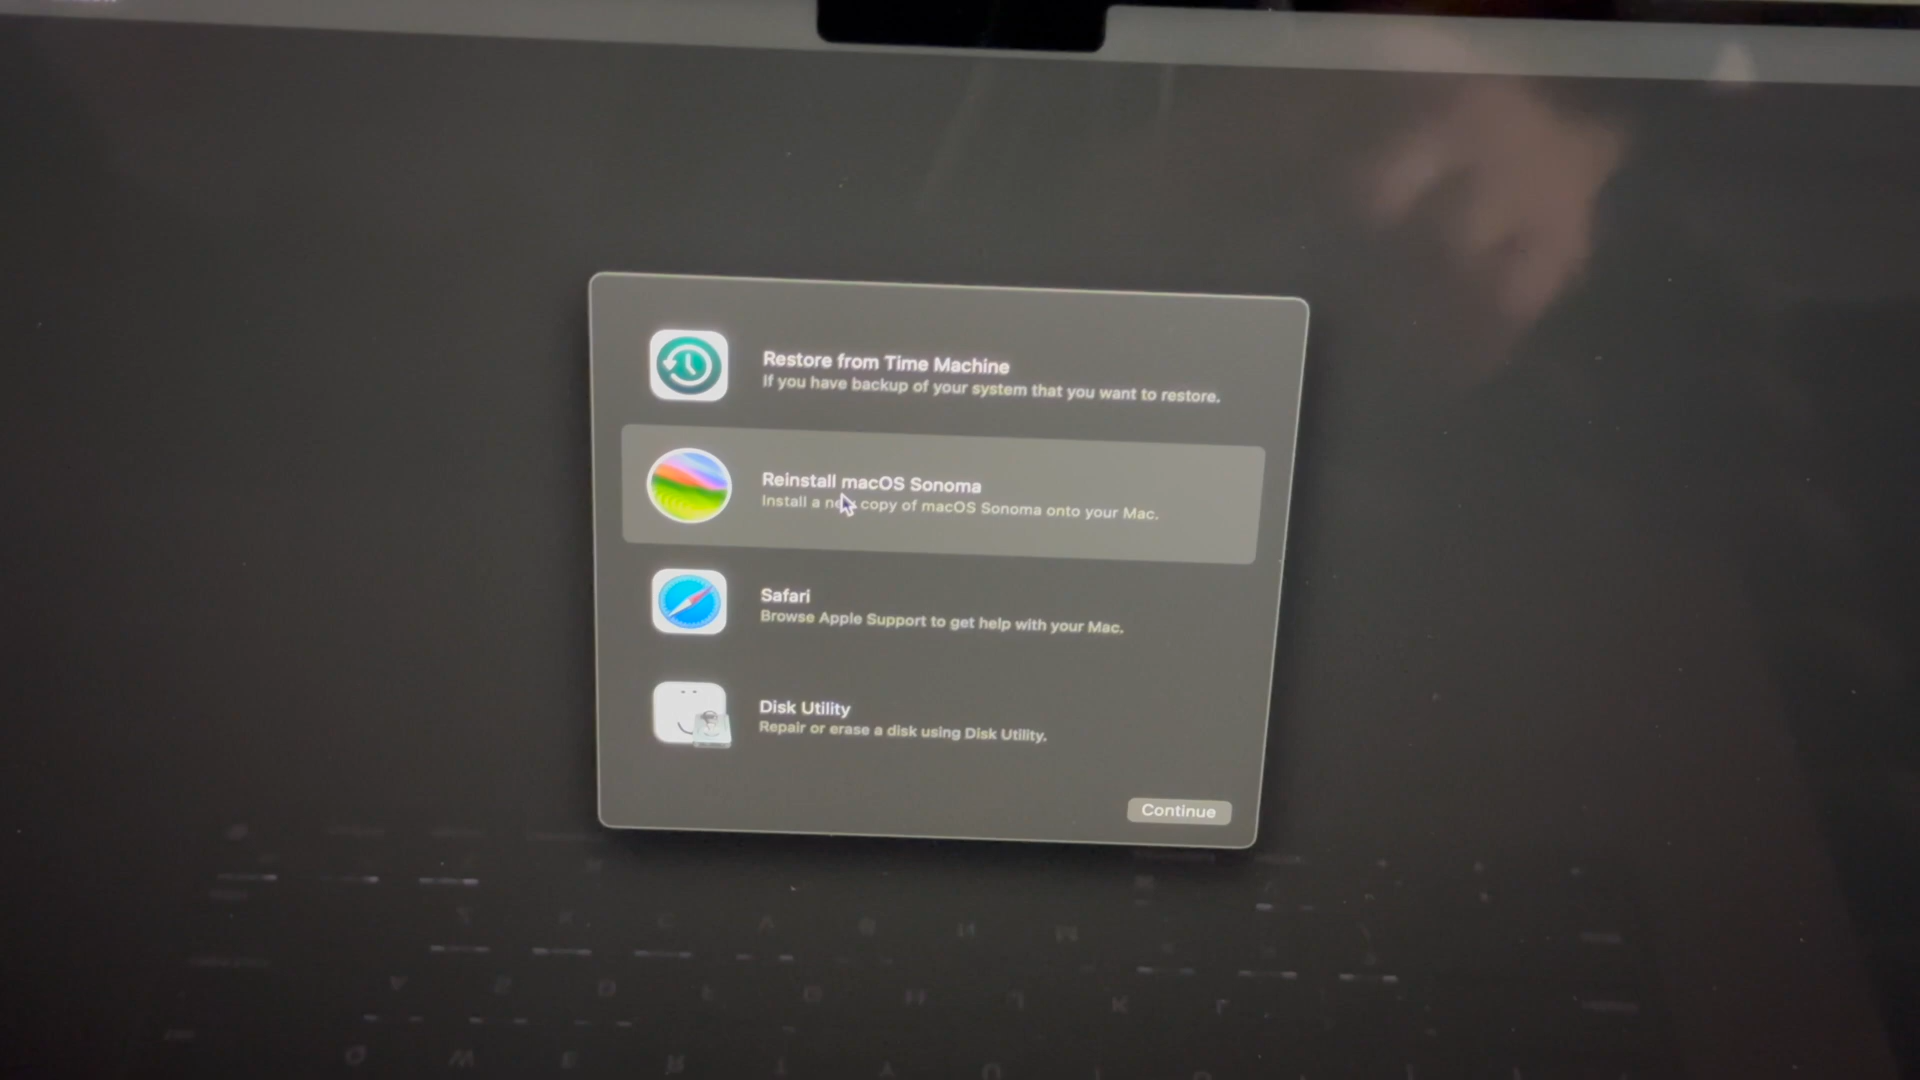 Restore from Time Machine
If you have backup of your system that you want to restore.
Reinstall macOS Sonoma
Install a new copy of macOS Sonoma onto your Mac.
Safari
Browse Apple Support to get help with your Mac.
Disk Utility
Repair or erase a disk using Disk Utility.
Continue